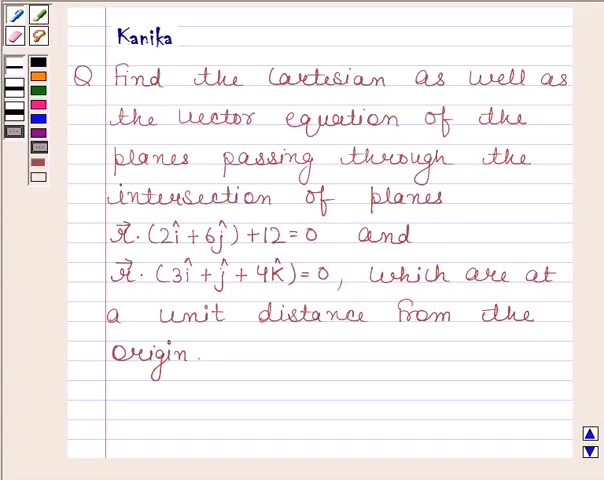 Kanika
Q Find the Cartesian as well as
the vector equation of the
planes passing through the
intersection of planes
r⃗. (2î + 6ĵ) + 12 = 0 and
r⃗. (3î + ĵ + 4k̂) = 0, which are at
a unit distance from the
origin.